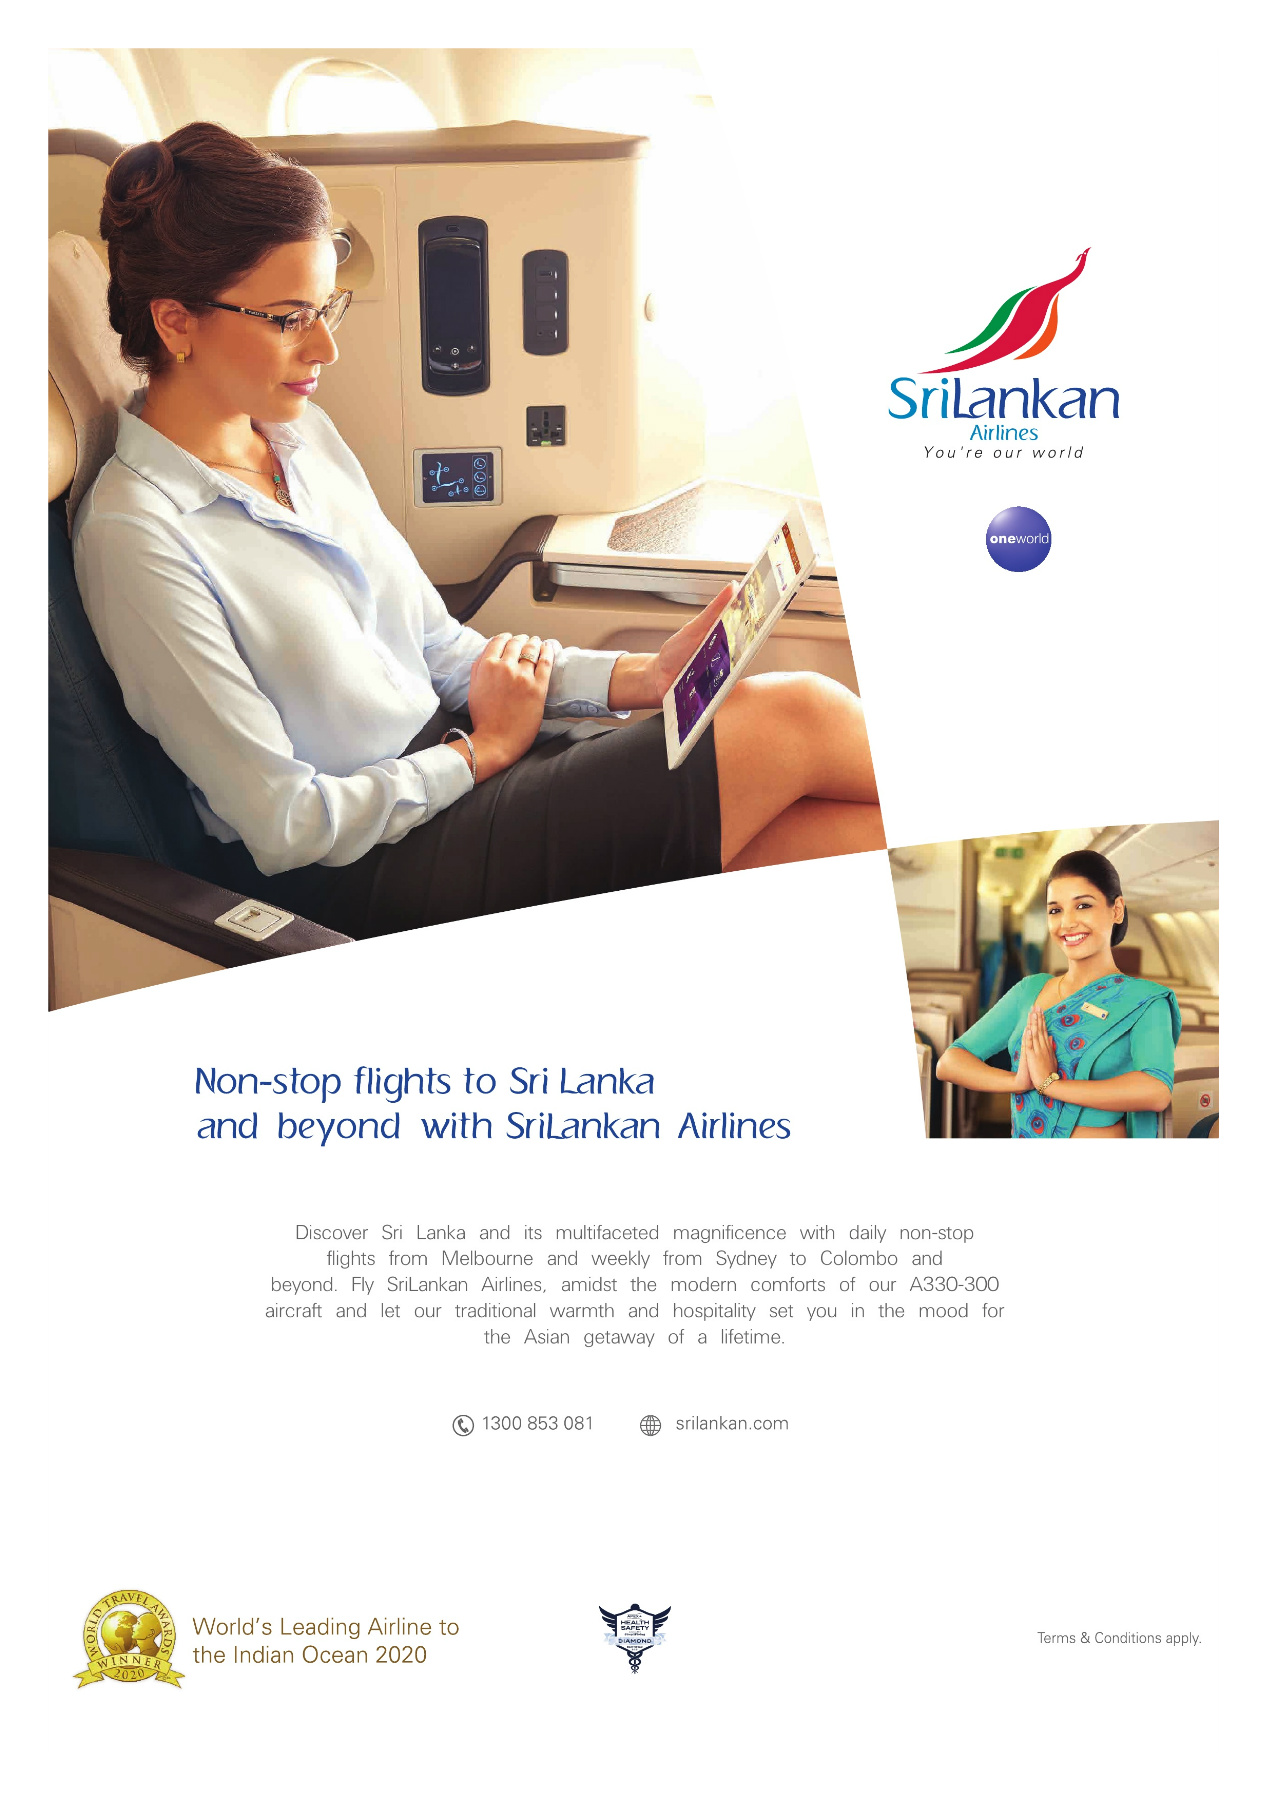 SriLankan
Airlines
You're our world
oneworld
Non-stop flights to Sri Lanka
and beyond with SriLankan Airlines
Discover Sri Lanka and its multifaceted magnificence with daily non-stop
flights from Melbourne and weekly from Sydney to Colombo and
beyond. Fly SriLankan Airlines, amidst the modern comforts of our A330-300
aircraft and let our traditional warmth and hospitality set you in the mood for
the Asian getaway of a lifetime.
1300 853 081
srilankan.com
WORLD TRAVEL AWARDS
WINNER
2020
World's Leading Airline to
the Indian Ocean 2020
HEALTH
SAFETY
DIAMOND
Terms & Conditions apply.